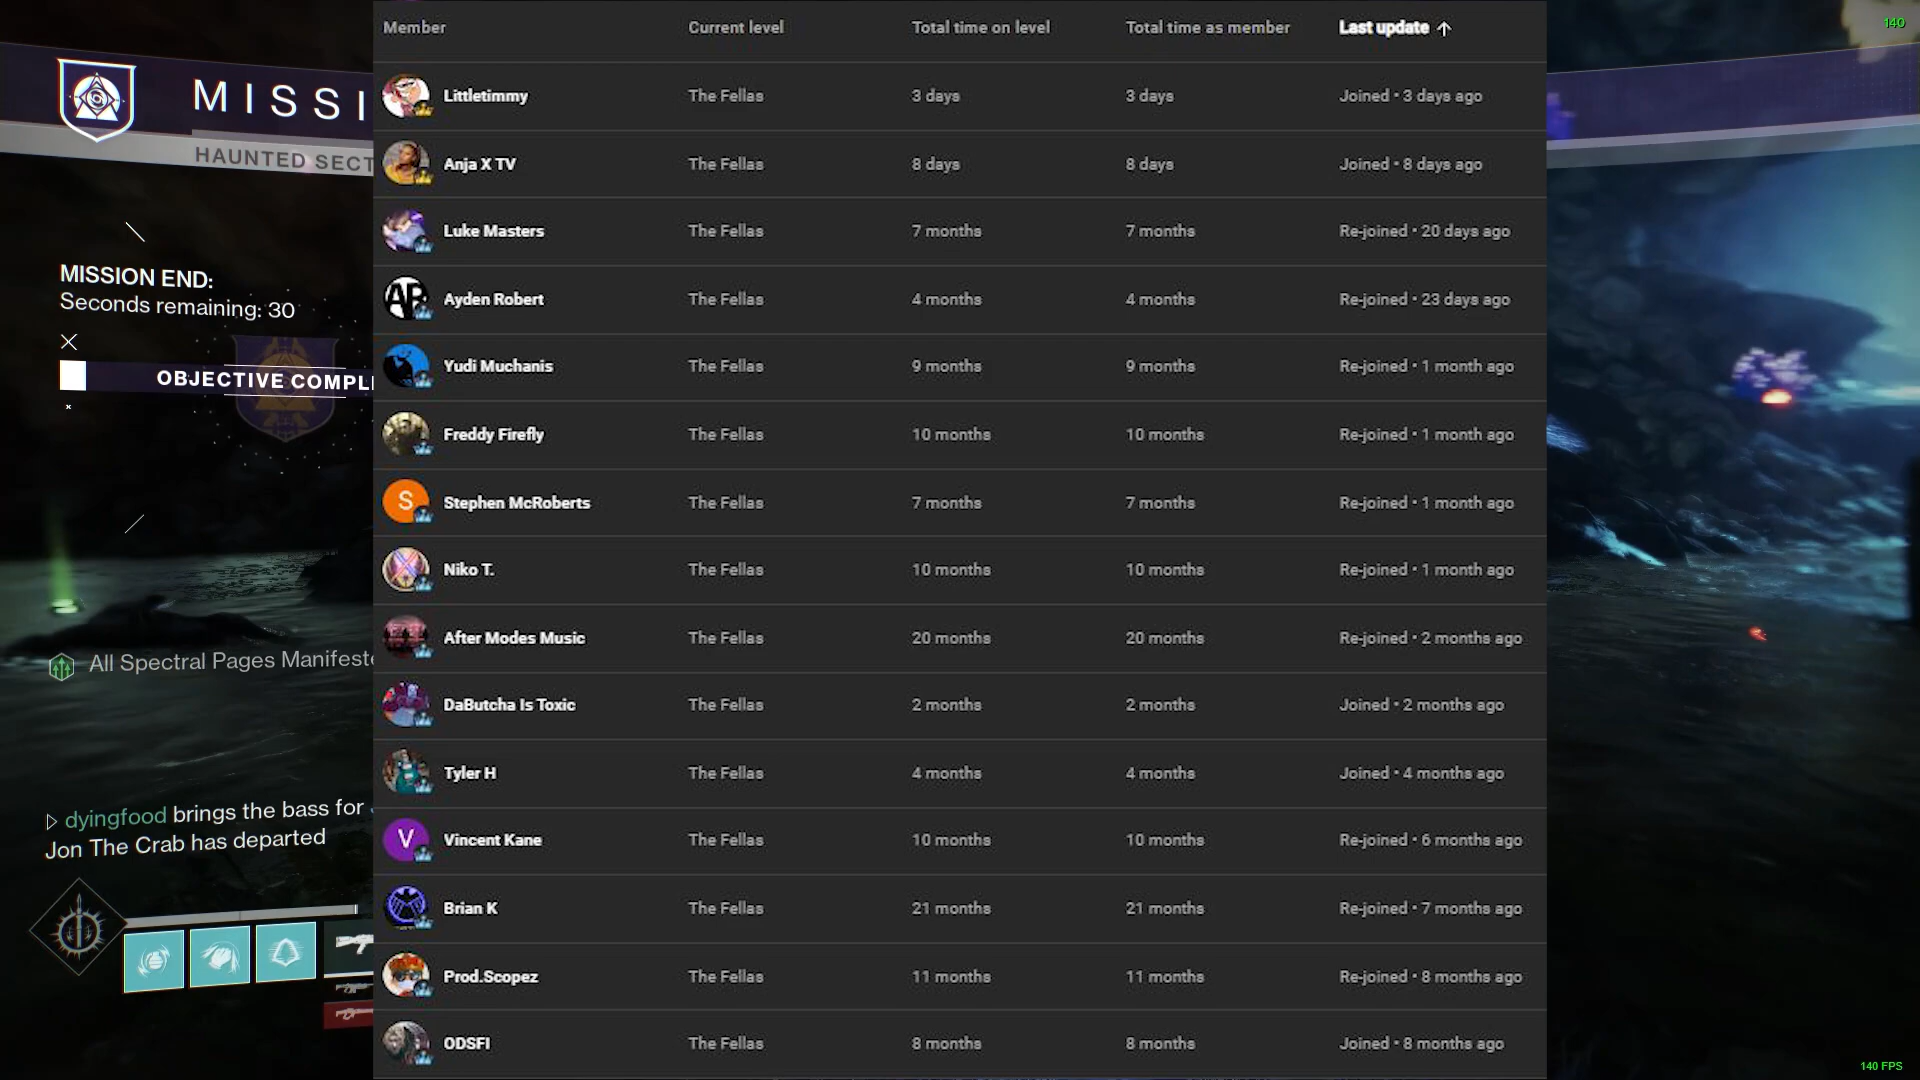 Member Current level Total time on level Total time as member Last update ↑
Littletimmy The Fellas 3 days 3 days Joined • 3 days ago
Anja X TV The Fellas 8 days 8 days Joined • 8 days ago
Luke Masters The Fellas 7 months 7 months Re-joined • 20 days ago
Ayden Robert The Fellas 4 months 4 months Re-joined • 23 days ago
Yudi Muchanis The Fellas 9 months 9 months Re-joined • 1 month ago
Freddy Firefly The Fellas 10 months 10 months Re-joined • 1 month ago
S Stephen McRoberts The Fellas 7 months 7 months Re-joined • 1 month ago
Niko T. The Fellas 10 months 10 months Re-joined • 1 month ago
After Modes Music The Fellas 20 months 20 months Re-joined • 2 months ago
DaButcha Is Toxic The Fellas 2 months 2 months Joined • 2 months ago
Tyler H The Fellas 4 months 4 months Joined • 4 months ago
V Vincent Kane The Fellas 10 months 10 months Re-joined • 6 months ago
Brian K The Fellas 21 months 21 months Re-joined • 7 months ago
Prod.Scopez The Fellas 11 months 11 months Re-joined • 8 months ago
ODSFI The Fellas 8 months 8 months Joined • 8 months ago
AR
MISSI
HAUNTED SECT
MISSION END:
Seconds remaining: 30
OBJECTIVE COMPL
All Spectral Pages Manifest
dyingfood brings the bass for
Jon The Crab has departed
140
140 FPS